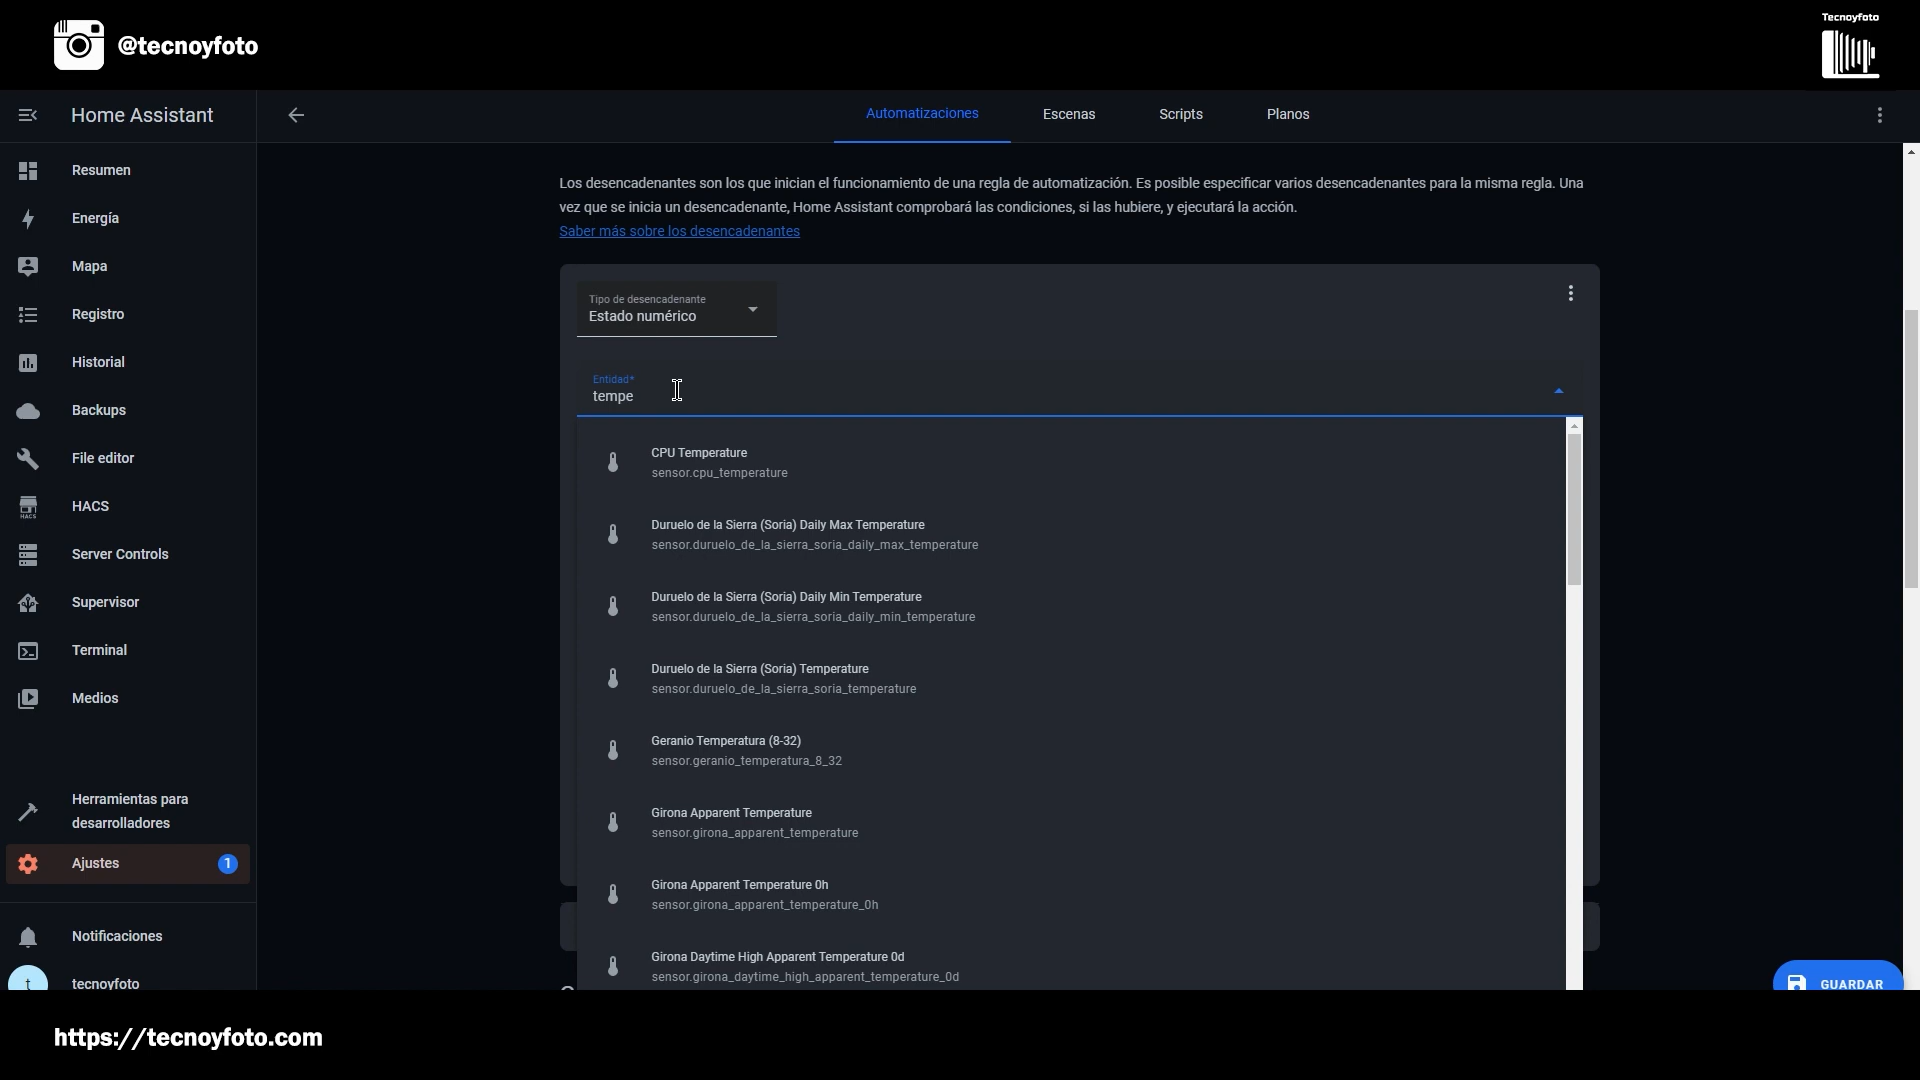 @tecnoyfoto
Tecnoyfoto
Home Assistant
Automatizaciones
Escenas
Scripts
Planos
Resumen
Energía
Mapa
Registro
Historial
Backups
File editor
HACS
HACS
Server Controls
Supervisor
Terminal
Medios
Herramientas para
desarrolladores
Ajustes
1
Notificaciones
t
tecnoyfoto
Los desencadenantes son los que inician el funcionamiento de una regla de automatización. Es posible especificar varios desencadenantes para la misma regla. Una
vez que se inicia un desencadenante, Home Assistant comprobará las condiciones, si las hubiere, y ejecutará la acción.
Saber más sobre los desencadenantes
Tipo de desencadenante
Estado numérico
Entidad*
tempe
CPU Temperature
sensor.cpu_temperature
Duruelo de la Sierra (Soria) Daily Max Temperature
sensor.duruelo_de_la_sierra_soria_daily_max_temperature
Duruelo de la Sierra (Soria) Daily Min Temperature
sensor.duruelo_de_la_sierra_soria_daily_min_temperature
Duruelo de la Sierra (Soria) Temperature
sensor.duruelo_de_la_sierra_soria_temperature
Geranio Temperatura (8-32)
sensor.geranio_temperatura_8_32
Girona Apparent Temperature
sensor.girona_apparent_temperature
Girona Apparent Temperature 0h
sensor.girona_apparent_temperature_0h
Girona Daytime High Apparent Temperature 0d
sensor.girona_daytime_high_apparent_temperature_0d
GUARDAR
https://tecnoyfoto.com